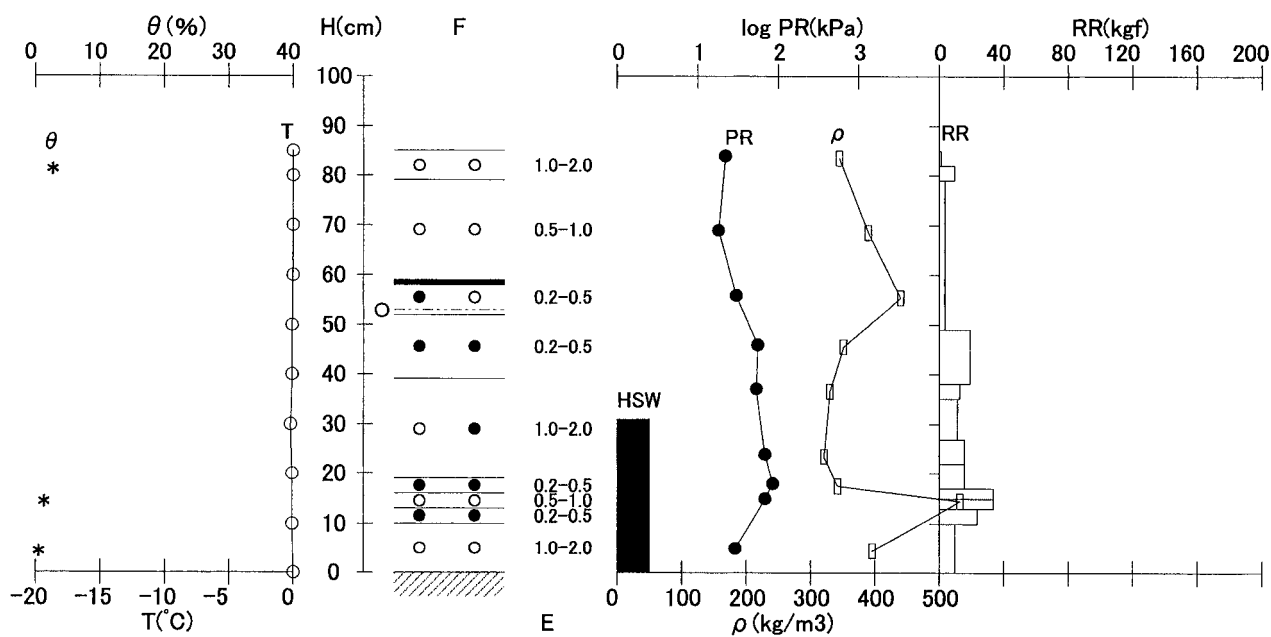 θ(%) H(cm) F log PR(kPa) RR(kgf)
0 10 20 30 40 0 1 2 3 0 40 80 120 160 200
100
90
θ T PR ρ RR
* 80 1.0-2.0
70 0.5-1.0
60
0.2-0.5
50
0.2-0.5
40
HSW
30 1.0-2.0
20
0.2-0.5
* 0.5-1.0
0.2-0.5
10
* 1.0-2.0
0
-20 -15 -10 -5 0 0 100 200 300 400 500
T(°C) E ρ(kg/m3)